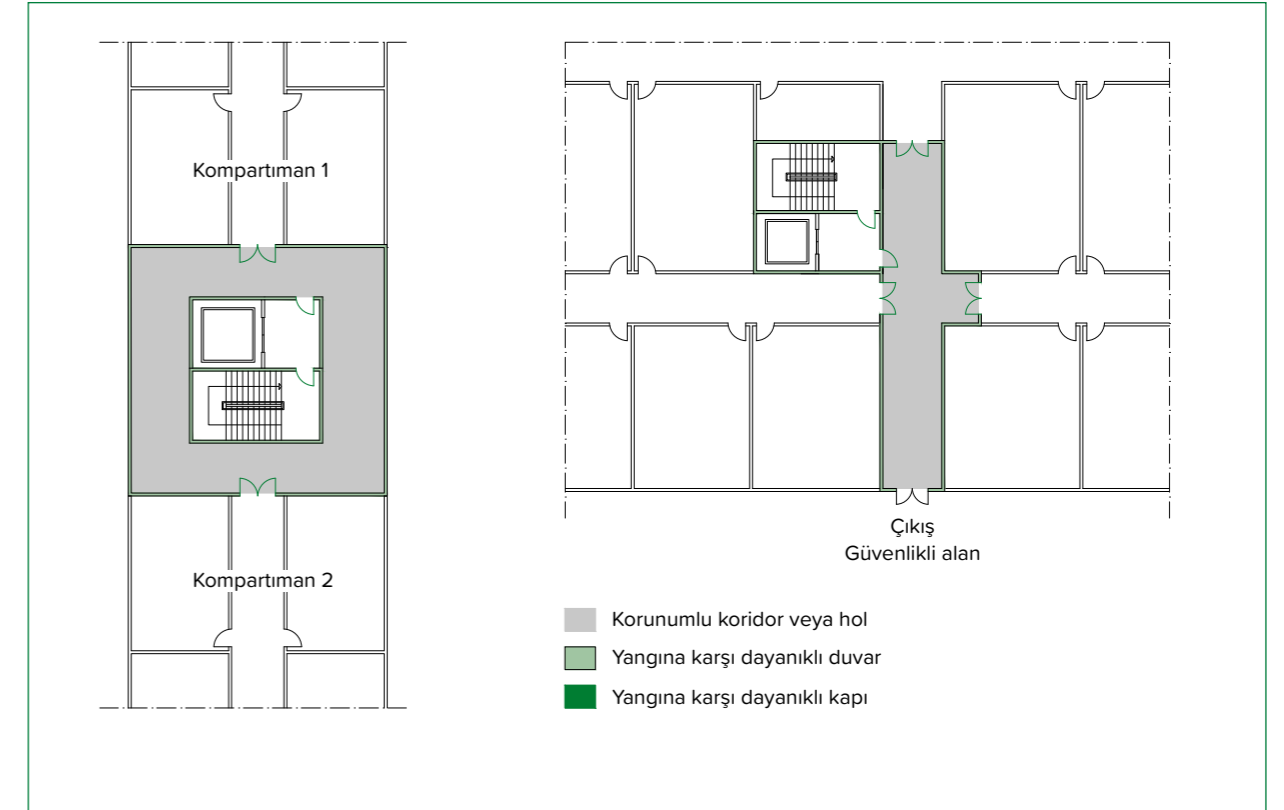 Kompartıman 1
Kompartıman 2
Çıkış
Güvenlikli alan
Korunumlu koridor veya hol
Yangına karşı dayanıklı duvar
Yangına karşı dayanıklı kapı